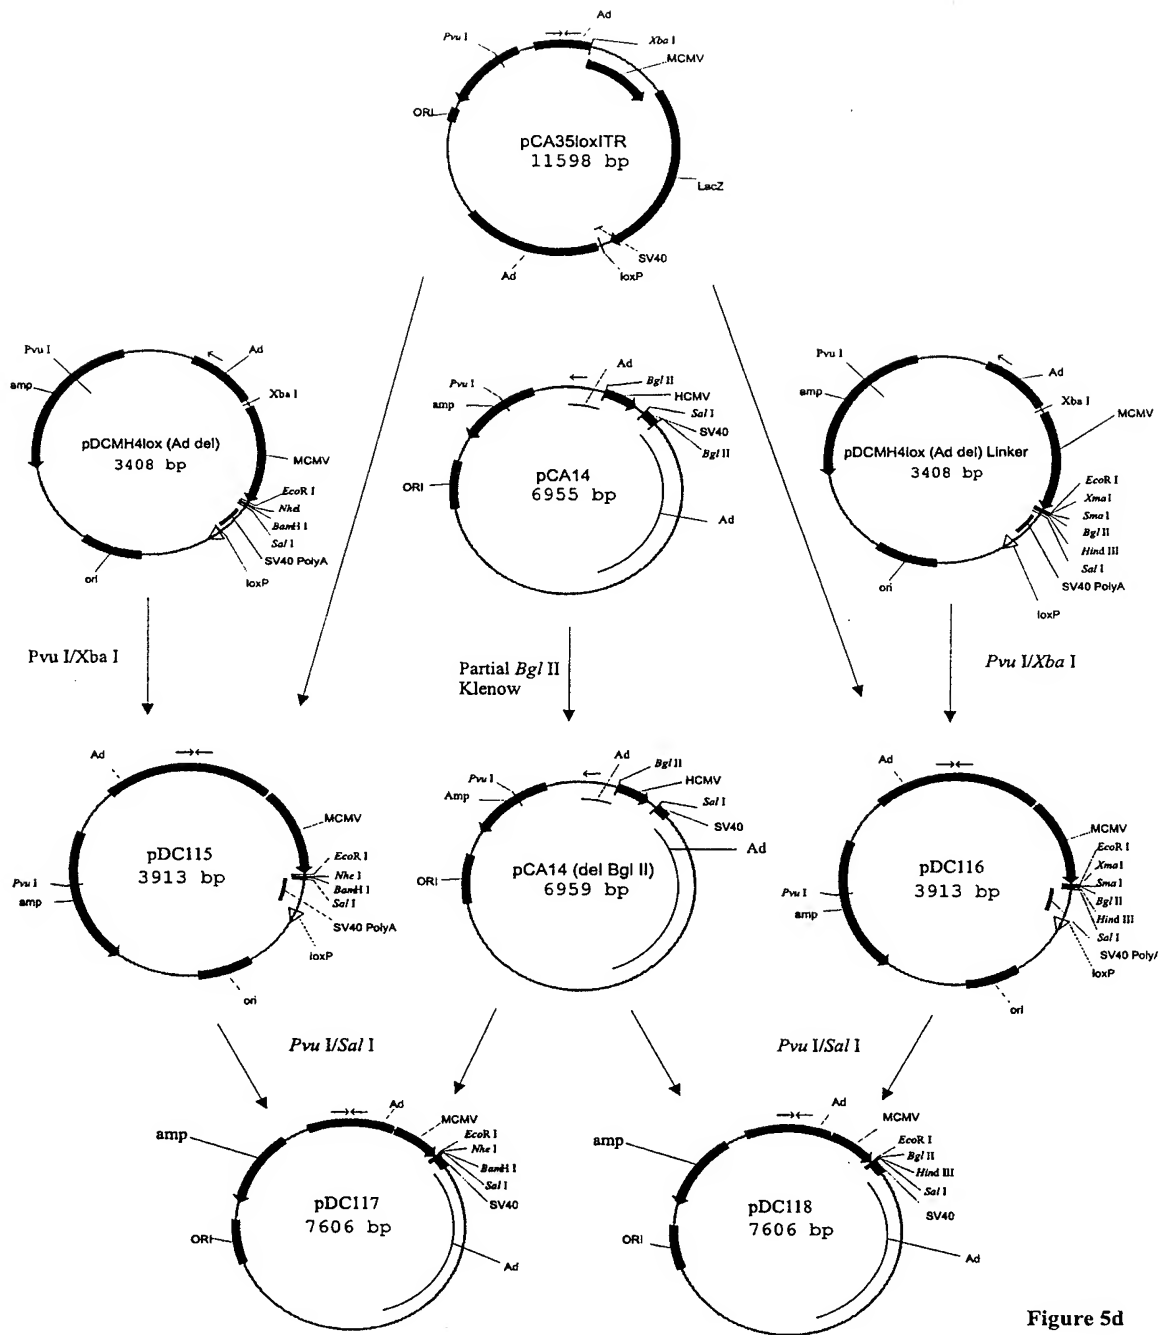 Ad
Pvu I
Xba I
MCMV
ORI
pCA35loxITR
11598 bp
LacZ
SV40
loxP
Ad
Pvu I
amp
Ad
Xba I
pDCMH4lox (Ad del)
3408 bp
MCMV
EcoR I
NheI
BamH I
Sal I
SV40 PolyA
loxP
ori
Ad
Bgl II
Pvu I
amp
HCMV
Sal I
SV40
Bgl II
pCA14
6955 bp
ORI
Ad
Pvu I
amp
Ad
Xba I
MCMV
pDCMH4lox (Ad del) Linker
3408 bp
EcoR I
Xma I
Sma I
Bgl II
Hind III
Sal I
SV40 PolyA
loxP
ori
Pvu I/Xba I
Partial Bgl II
Klenow
Pvu I/Xba I
Ad
MCMV
pDC115
3913 bp
EcoR I
Nhe I
BamH I
Sal I
Pvu I
amp
SV40 PolyA
loxP
ori
Ad
Bgl II
Pvu I
HCMV
Amp
Sal I
SV40
Ad
pCA14 (del Bgl II)
6959 bp
ORI
Ad
MCMV
pDC116
3913 bp
EcoR I
Xma I
Sma I
Bgl II
Hind III
Sal I
Pvu I
amp
SV40 Poly/
loxP
ori
Pvu I/Sal I
Pvu I/Sal I
Ad
MCMV
amp
EcoR I
Nhe I
BamH I
Sal I
SV40
pDC117
7606 bp
ORI
Ad
Ad
MCMV
amp
EcoR I
Bgl II
Hind III
Sal I
SV40
pDC118
7606 bp
ORI
Ad
Figure 5d